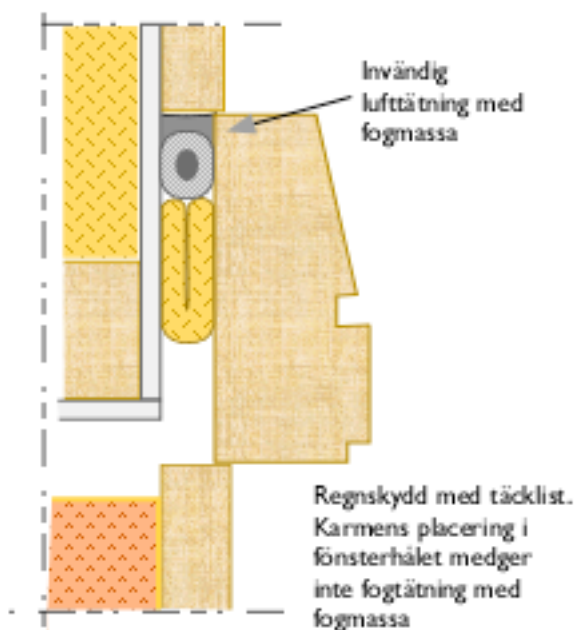 Invändig
lufttätning med
fogmassa
Regnskydd med täcklist.
Karmens placering i
fönsterhålet medger
inte fogtätning med
fogmassa